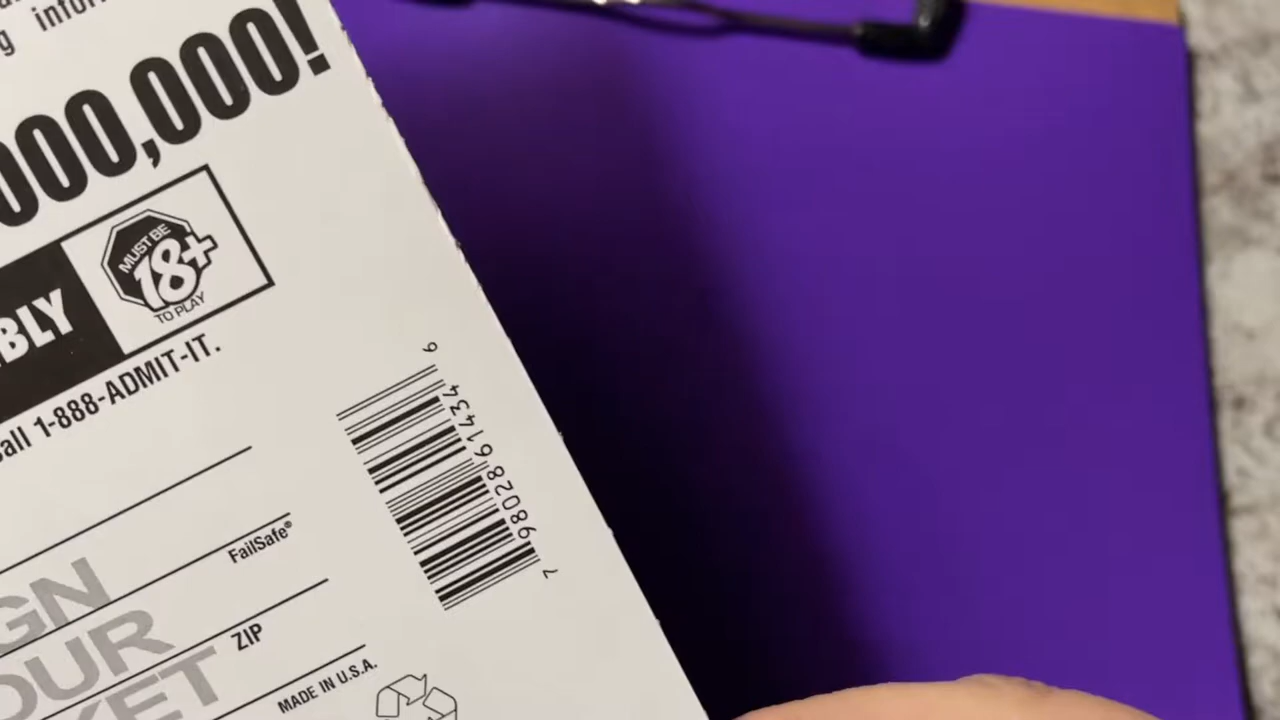 000,000!
MUST BE
18+
TO PLAY
BLY
all 1-888-ADMIT-IT.
6
7 98028 61434
FailSafe®
GN
OUR
KET
ZIP
MADE IN U.S.A.